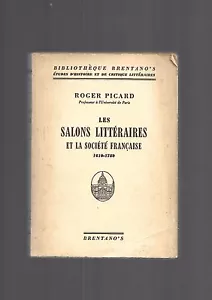 BIBLIOTHÈQUE BRENTANO'S
ÉTUDES D'HISTOIRE ET DE CRITIQUE LITTÉRAIRES
ROGER PICARD
Professeur à l'Université de Paris
LES
SALONS LITTÉRAIRES
ET LA SOCIÉTÉ FRANÇAISE
1610-1789
BRENTANO'S